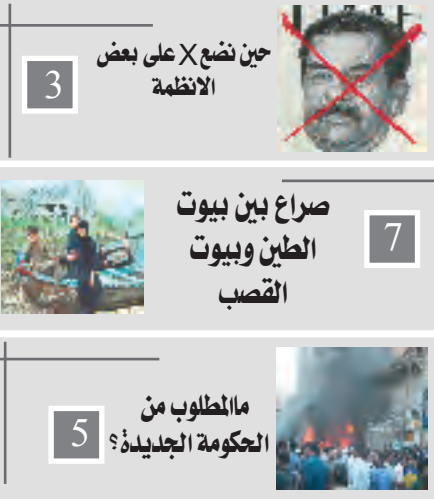 حين نضع X على بعض
الانظمة
3
صراع بين بيوت
الطين وبيوت
القصب
7
ماالمطلوب من
الحكومة الجديدة؟
5